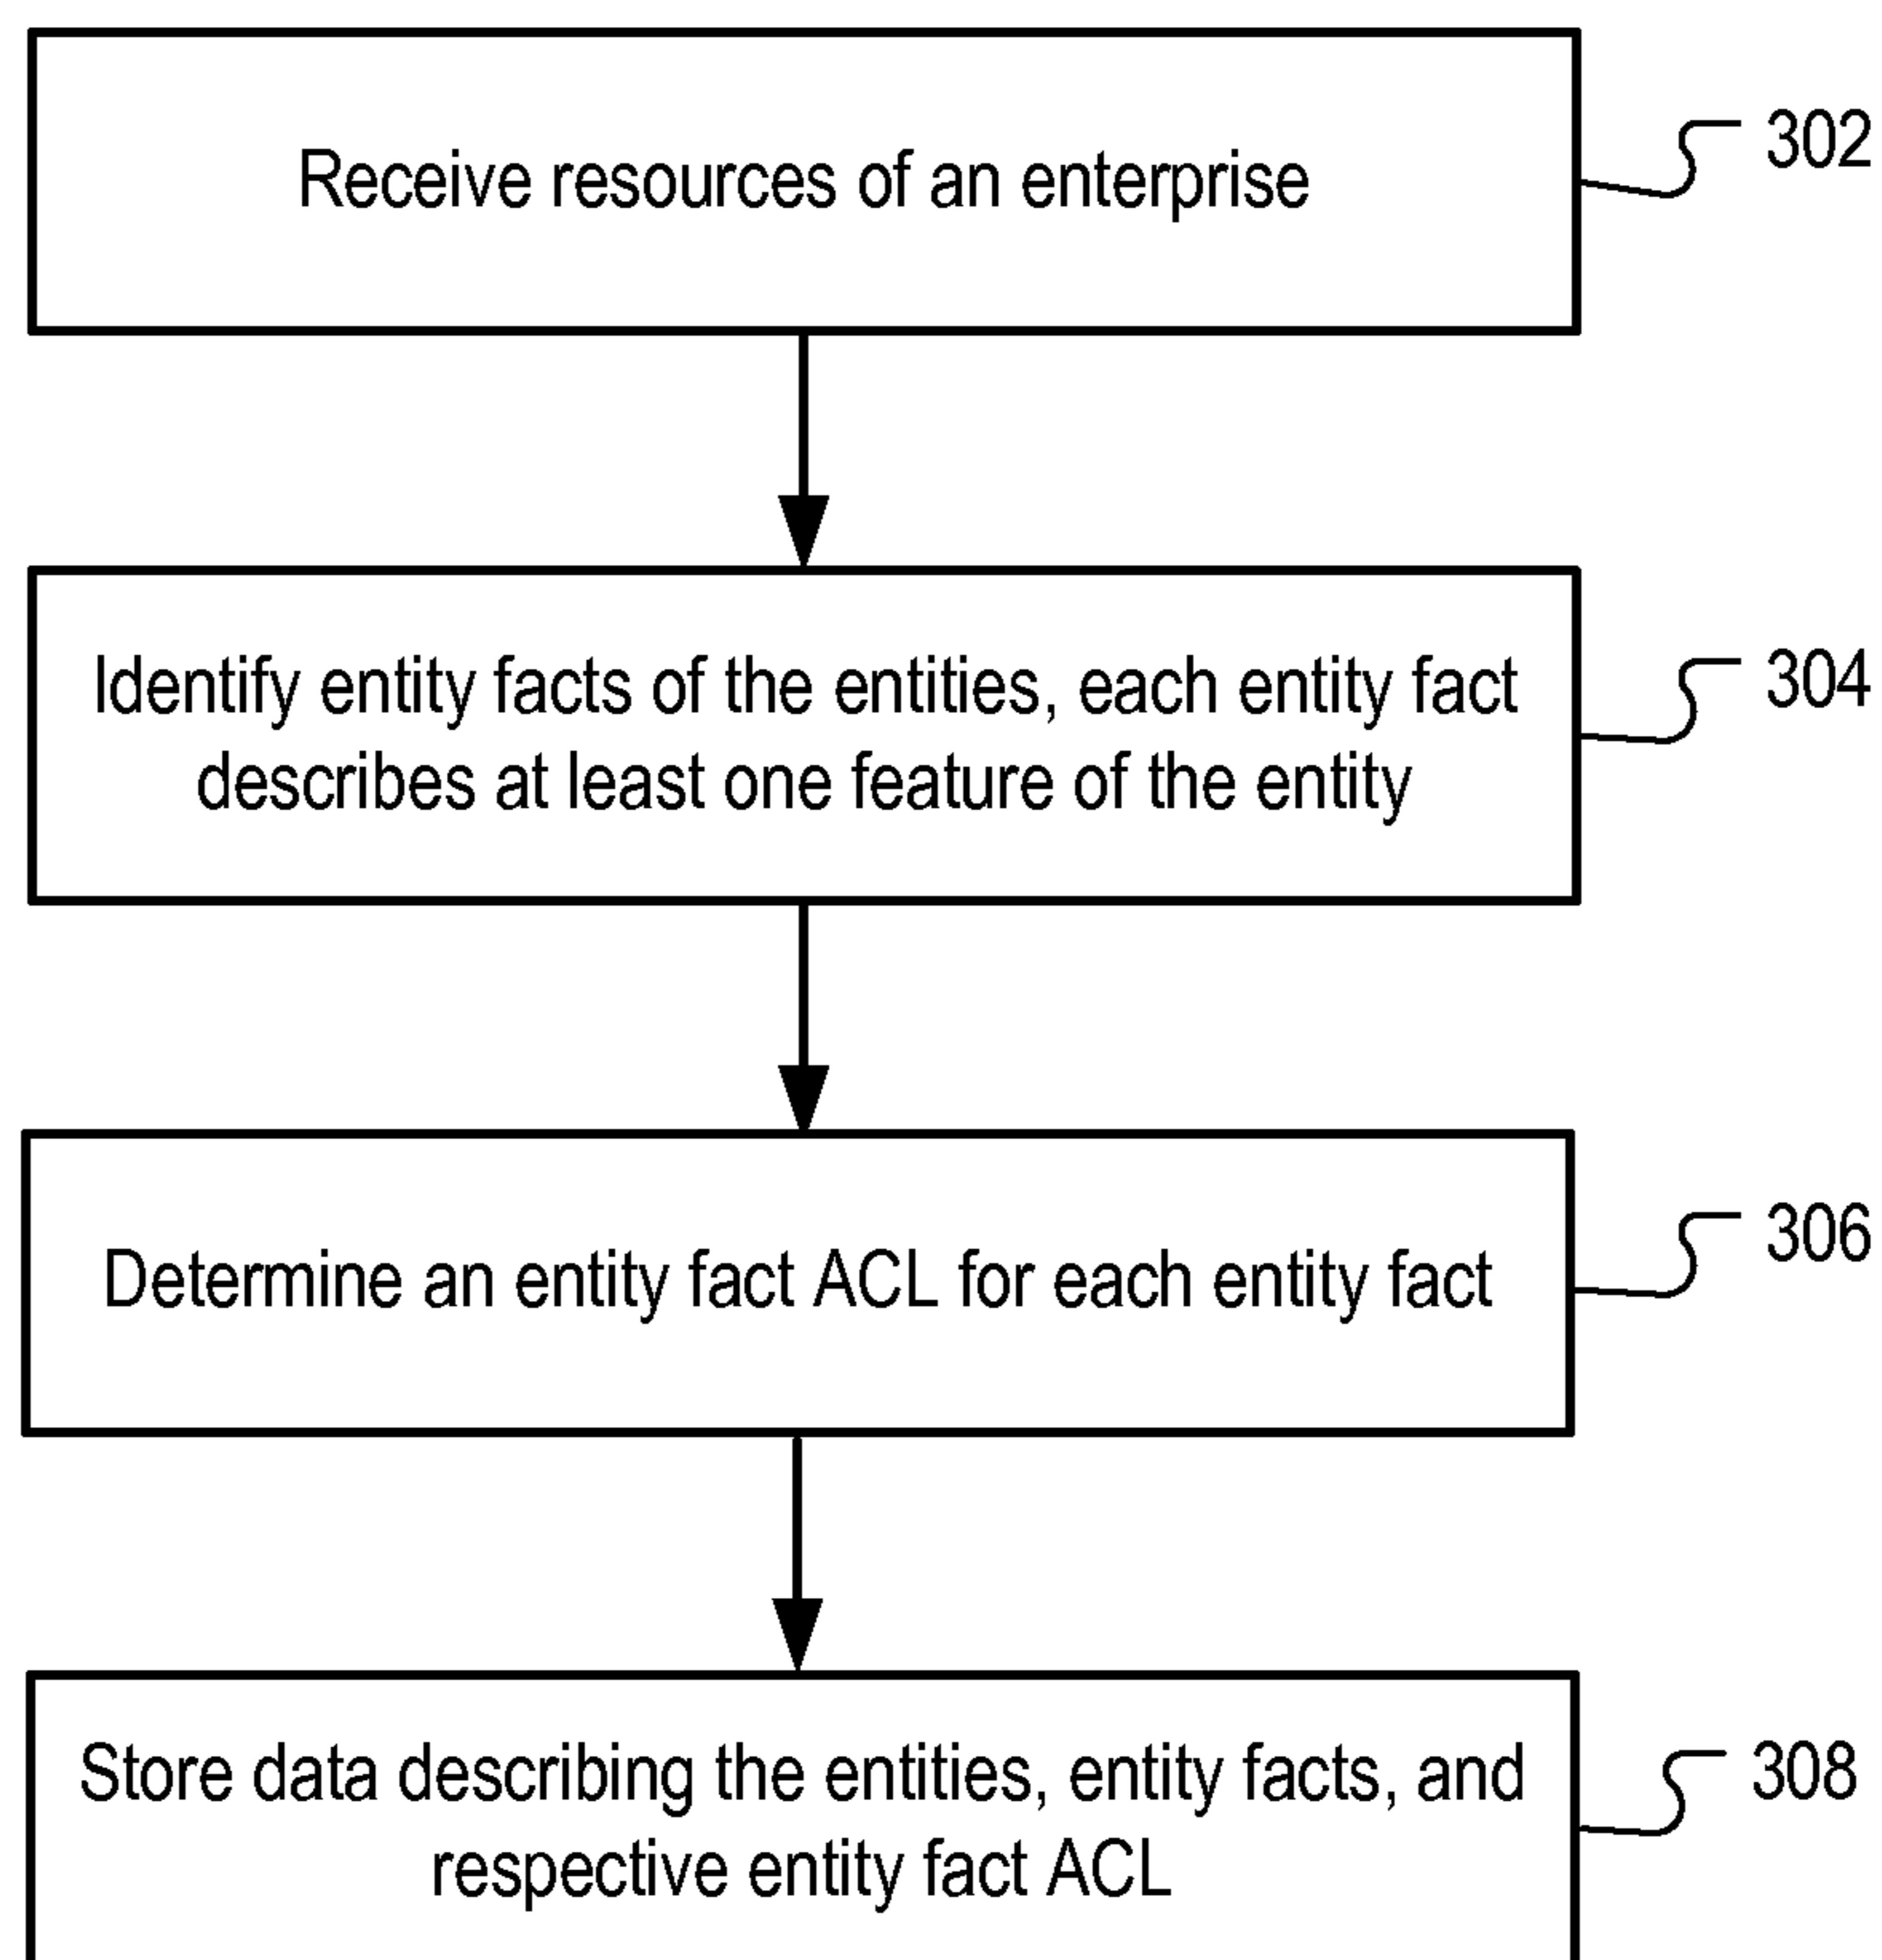 Receive resources of an enterprise
302
Identify entity facts of the entities, each entity fact
describes at least one feature of the entity
304
Determine an entity fact ACL for each entity fact
306
Store data describing the entities, entity facts, and
respective entity fact ACL
308